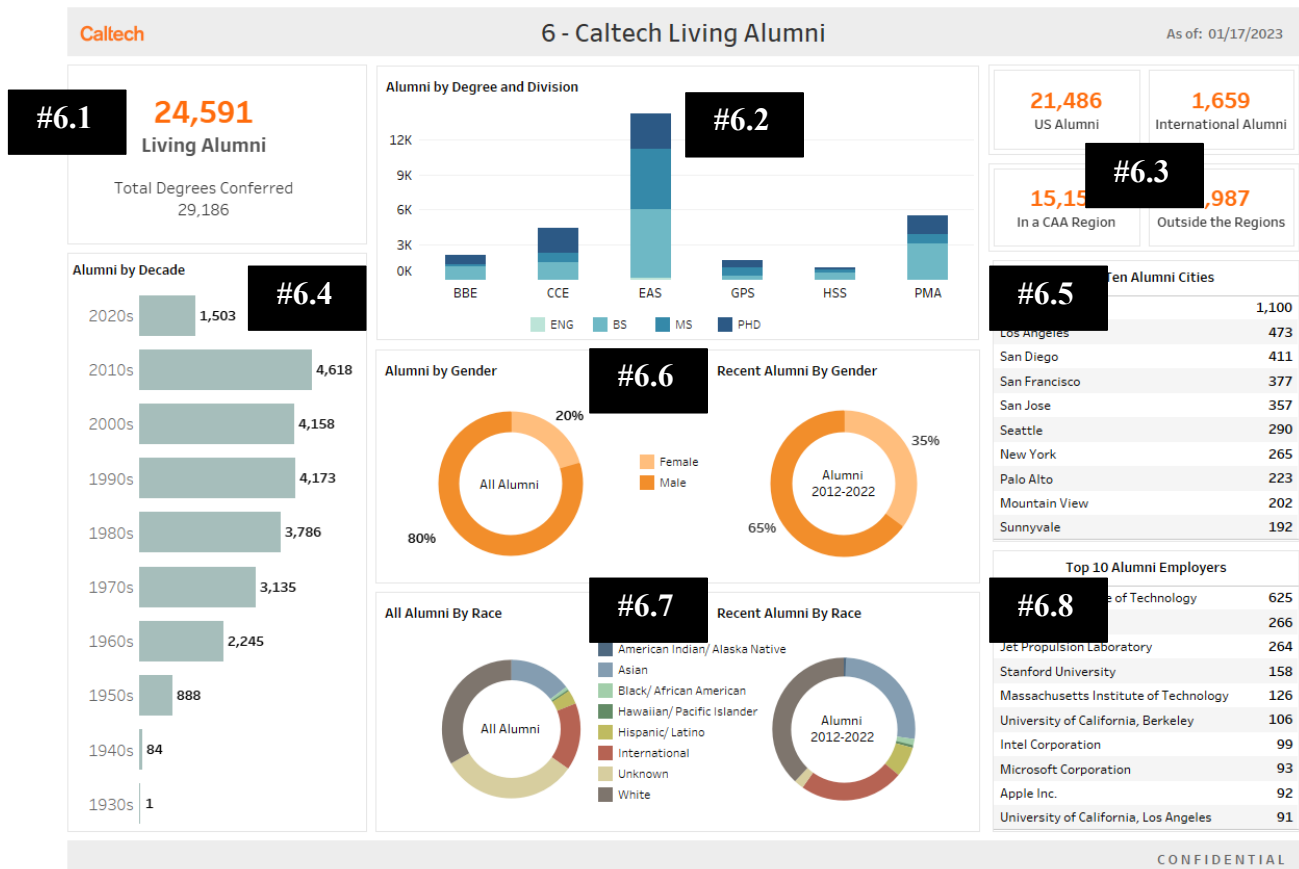 Caltech
6 - Caltech Living Alumni
As of: 01/17/2023
#6.1
24,591
Living Alumni
Total Degrees Conferred
29,186
Alumni by Degree and Division
#6.2
12K
9K
6K
3K
0K
BBE CCE EAS GPS HSS PMA
ENG BS MS PHD
21,486
US Alumni
1,659
International Alumni
#6.3
15,15
In a CAA Region
,987
Outside the Regions
Alumni by Decade
#6.4
2020s 1,503
2010s 4,618
2000s 4,158
1990s 4,173
1980s 3,786
1970s 3,135
1960s 2,245
1950s 888
1940s 84
1930s 1
#6.5
Ten Alumni Cities
1,100
Los Angeles 473
San Diego 411
San Francisco 377
San Jose 357
Seattle 290
New York 265
Palo Alto 223
Mountain View 202
Sunnyvale 192
Alumni by Gender
#6.6
Recent Alumni By Gender
20%
All Alumni
80%
Female
Male
35%
Alumni
2012-2022
65%
All Alumni By Race
#6.7
Recent Alumni By Race
All Alumni
American Indian/ Alaska Native
Asian
Black/ African American
Hawaiian/ Pacific Islander
Hispanic/ Latino
International
Unknown
White
Alumni
2012-2022
Top 10 Alumni Employers
#6.8
e of Technology 625
266
Jet Propulsion Laboratory 264
Stanford University 158
Massachusetts Institute of Technology 126
University of California, Berkeley 106
Intel Corporation 99
Microsoft Corporation 93
Apple Inc. 92
University of California, Los Angeles 91
CONFIDENTIAL